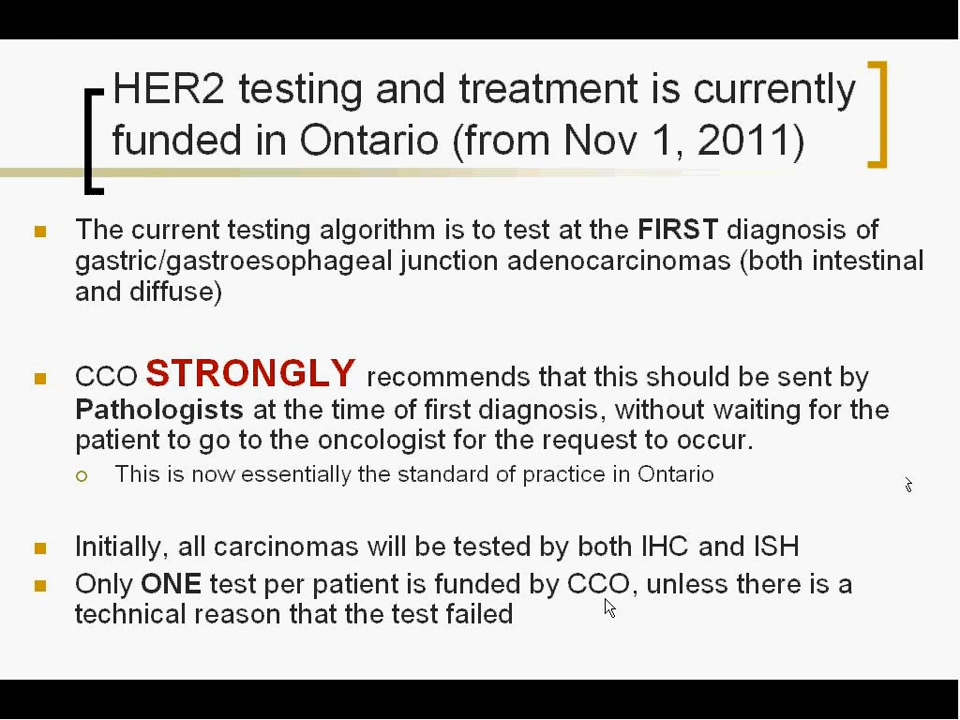 HER2 testing and treatment is currently
funded in Ontario (from Nov 1, 2011)
The current testing algorithm is to test at the FIRST diagnosis of
gastric/gastroesophageal junction adenocarcinomas (both intestinal
and diffuse)
CCO STRONGLY recommends that this should be sent by
Pathologists at the time of first diagnosis, without waiting for the
patient to go to the oncologist for the request to occur.
This is now essentially the standard of practice in Ontario
Initially, all carcinomas will be tested by both IHC and ISH
Only ONE test per patient is funded by CCO, unless there is a
technical reason that the test failed